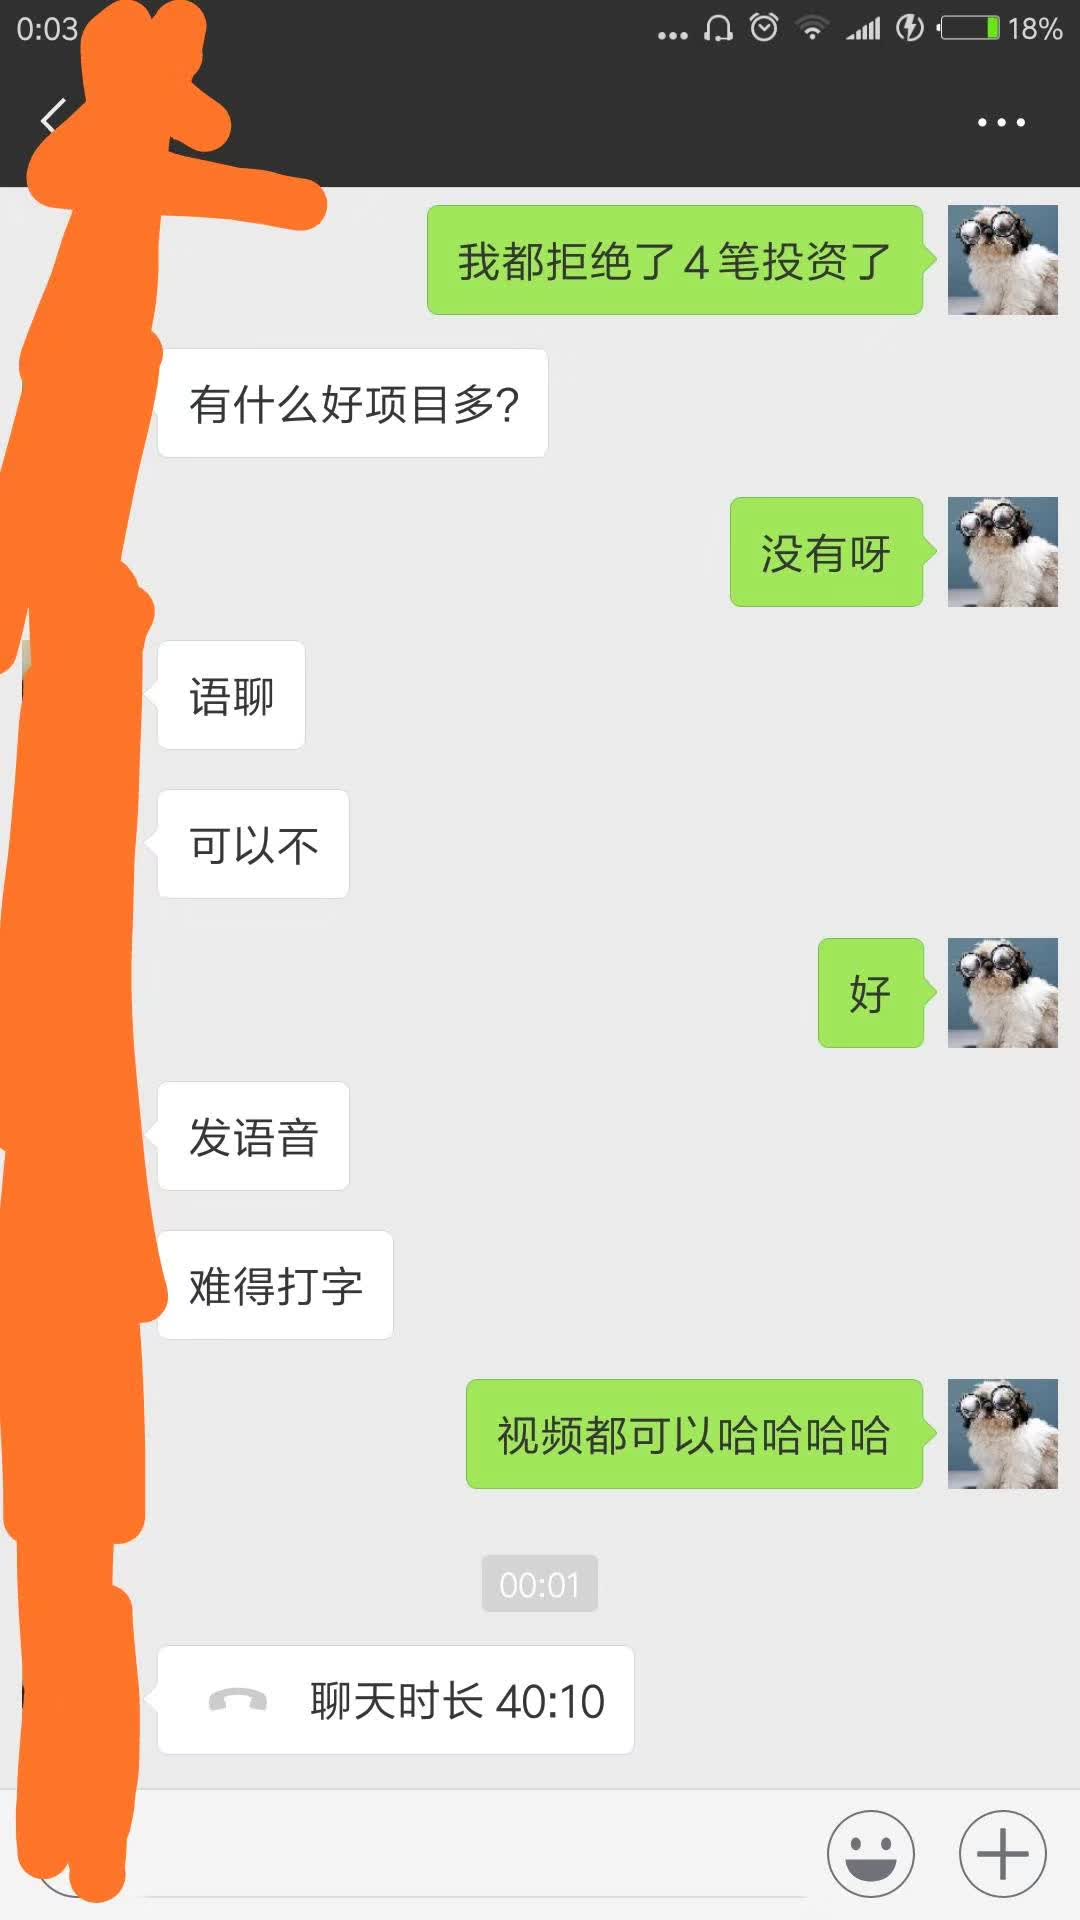 0:03
18%
我都拒绝了4笔投资了
有什么好项目多?
没有呀
语聊
可以不
好
发语音
难得打字
视频都可以哈哈哈哈
00:01
聊天时长 40:10